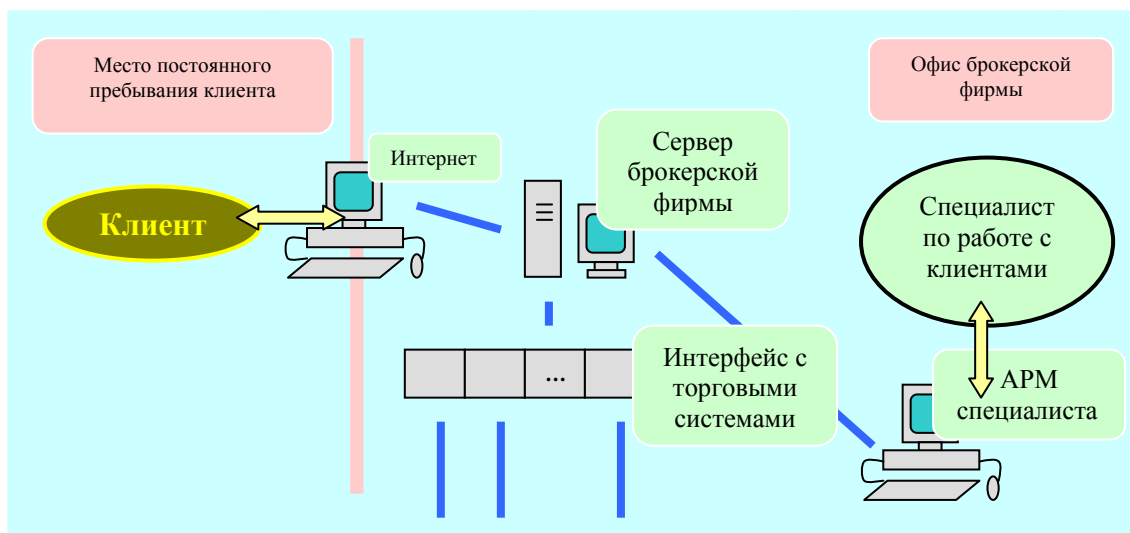 Место постоянного
пребывания клиента
Офис брокерской
фирмы
Интернет
Сервер
брокерской
фирмы
Клиент
Специалист
по работе с
клиентами
Интерфейс с
торговыми
системами
...
АРМ
специалиста